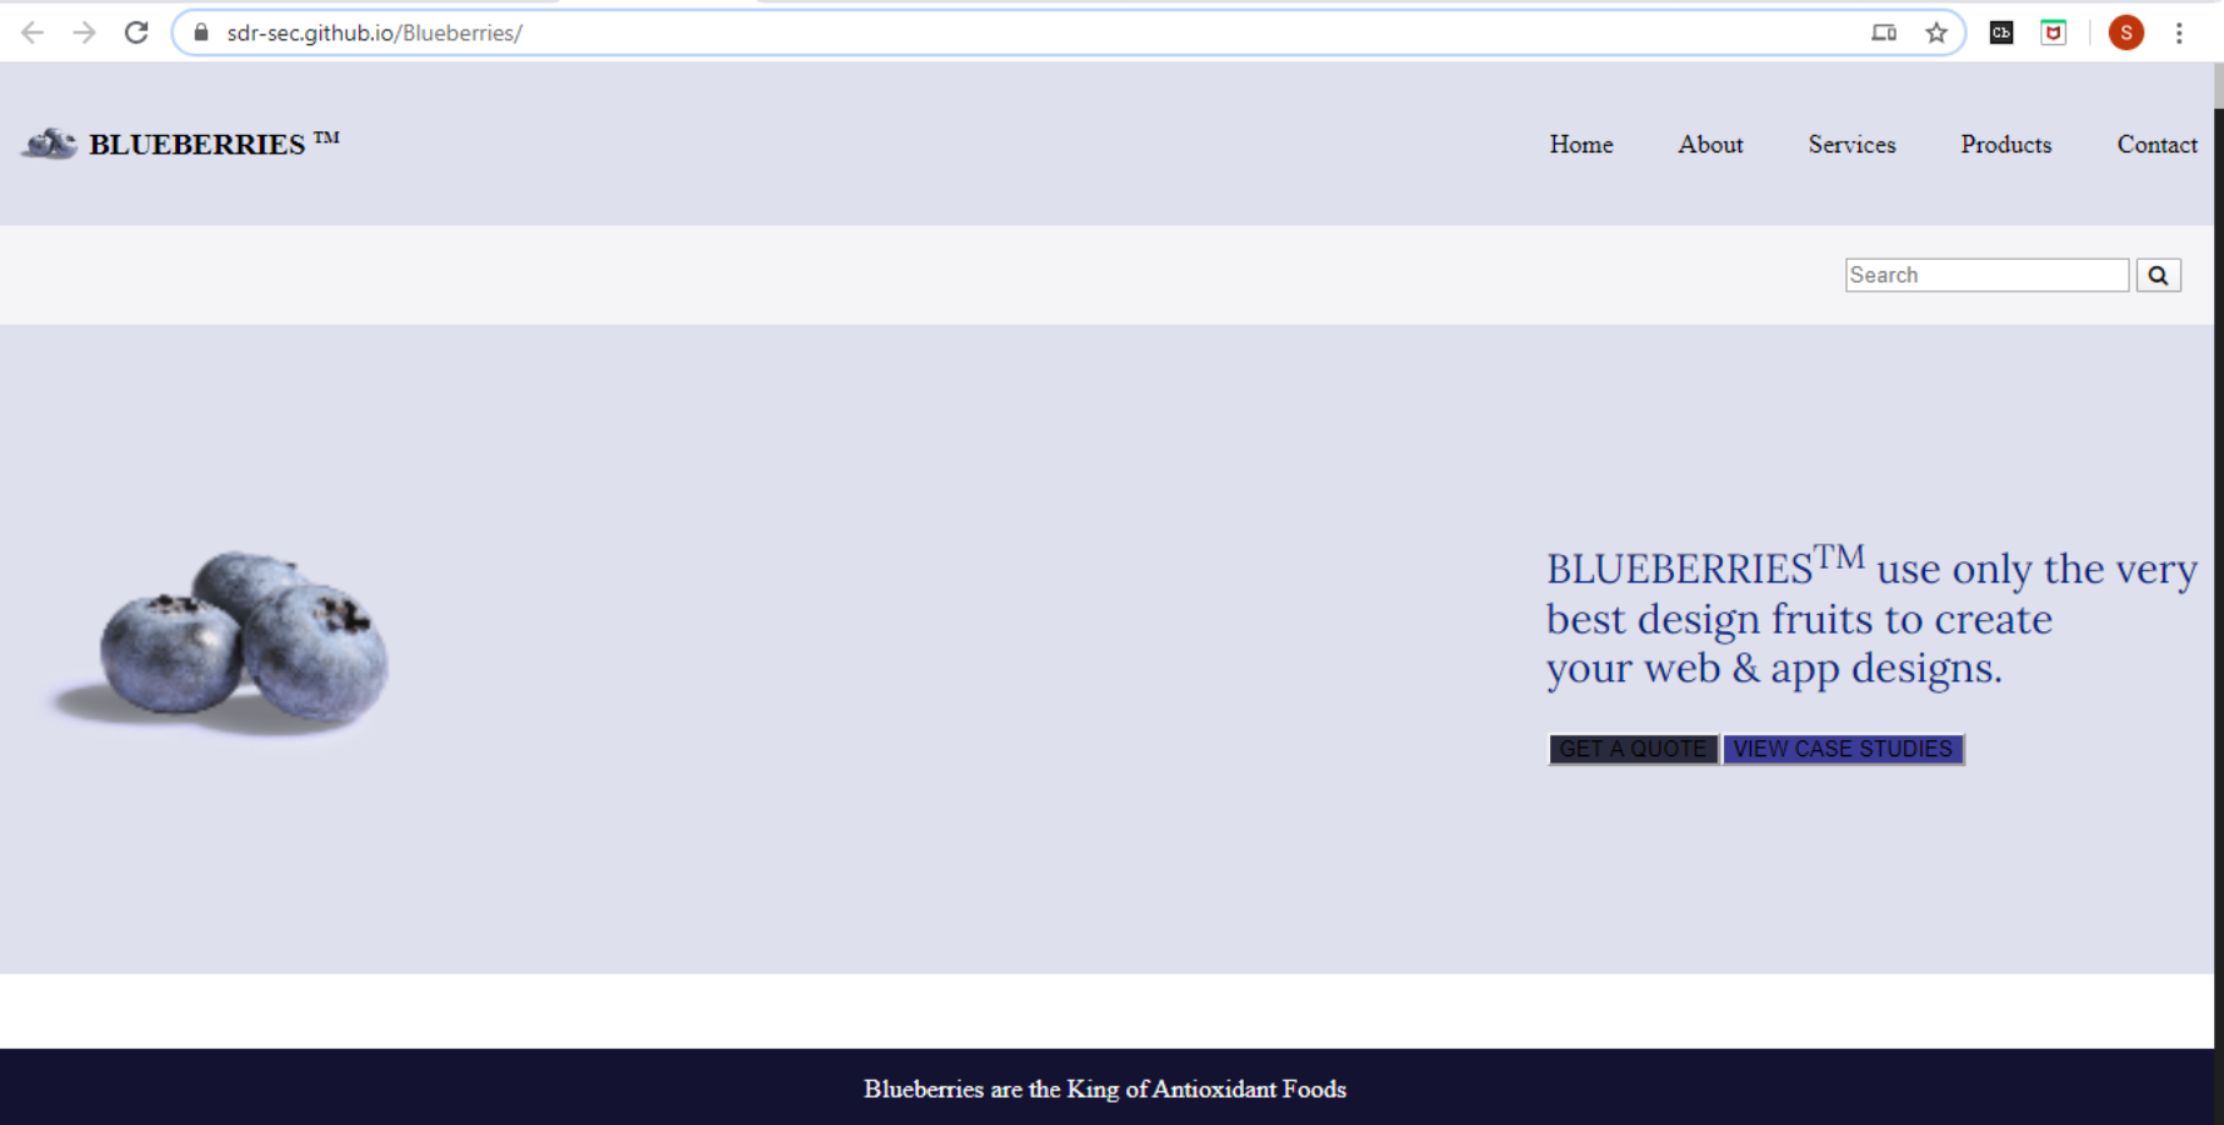 sdr-sec.github.io/Blueberries/
Cb
S
BLUEBERRIES TM
Home About Services Products Contact
Search
BLUEBERRIESTM use only the very
best design fruits to create
your web & app designs.
GET A QUOTE VIEW CASE STUDIES
Blueberries are the King of Antioxidant Foods